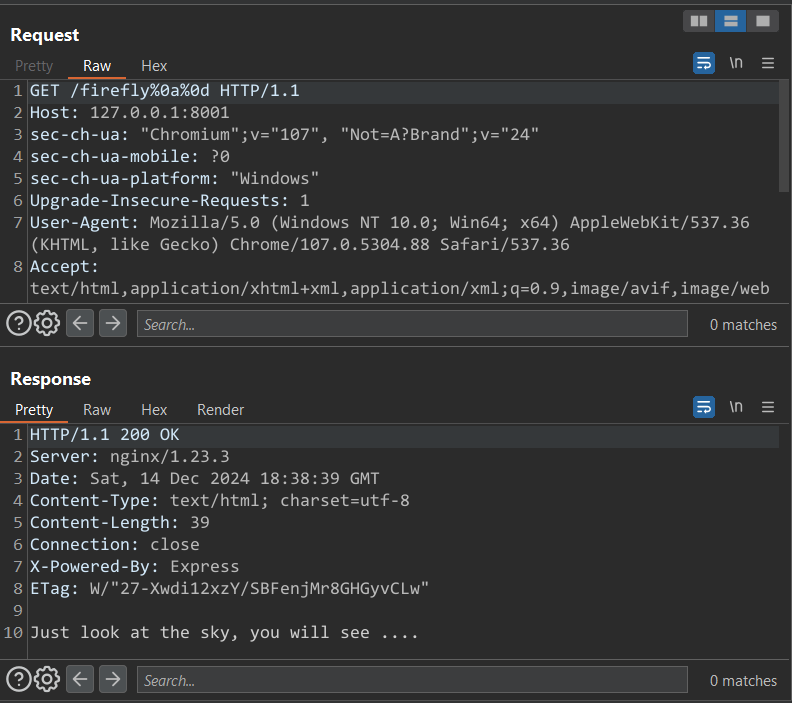 Request
Pretty Raw Hex \n
1 GET /firefly%0a%0d HTTP/1.1
2 Host: 127.0.0.1:8001
3 sec-ch-ua: "Chromium";v="107", "Not=A?Brand";v="24"
4 sec-ch-ua-mobile: ?0
5 sec-ch-ua-platform: "Windows"
6 Upgrade-Insecure-Requests: 1
7 User-Agent: Mozilla/5.0 (Windows NT 10.0; Win64; x64) AppleWebKit/537.36
(KHTML, like Gecko) Chrome/107.0.5304.88 Safari/537.36
8 Accept:
text/html,application/xhtml+xml,application/xml;q=0.9,image/avif,image/web
? Search... 0 matches
Response
Pretty Raw Hex Render \n
1 HTTP/1.1 200 OK
2 Server: nginx/1.23.3
3 Date: Sat, 14 Dec 2024 18:38:39 GMT
4 Content-Type: text/html; charset=utf-8
5 Content-Length: 39
6 Connection: close
7 X-Powered-By: Express
8 ETag: W/"27-Xwdi12xzY/SBFenjMr8GHGyvCLw"
9
10 Just look at the sky, you will see ....
? Search... 0 matches